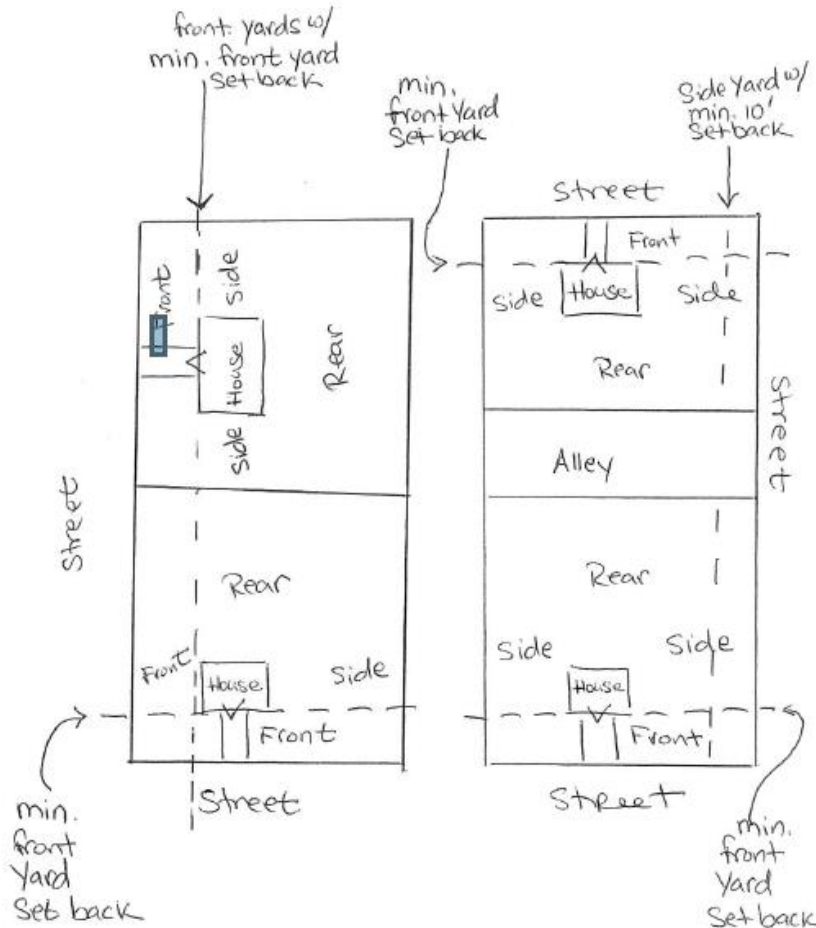 front yards w/
min. front yard
Set back
min.
front Yard
Set back
Side Yard w/
min. 10'
Setback
Street
Front
side
House
side
Rear
Street
Front
Side
House
Side
Rear
Alley
Street
Rear
Front
House
Side
Front
Street
min.
front
Yard
Set back
Rear
Side
House
Side
Front
Street
min.
front
Yard
Set back